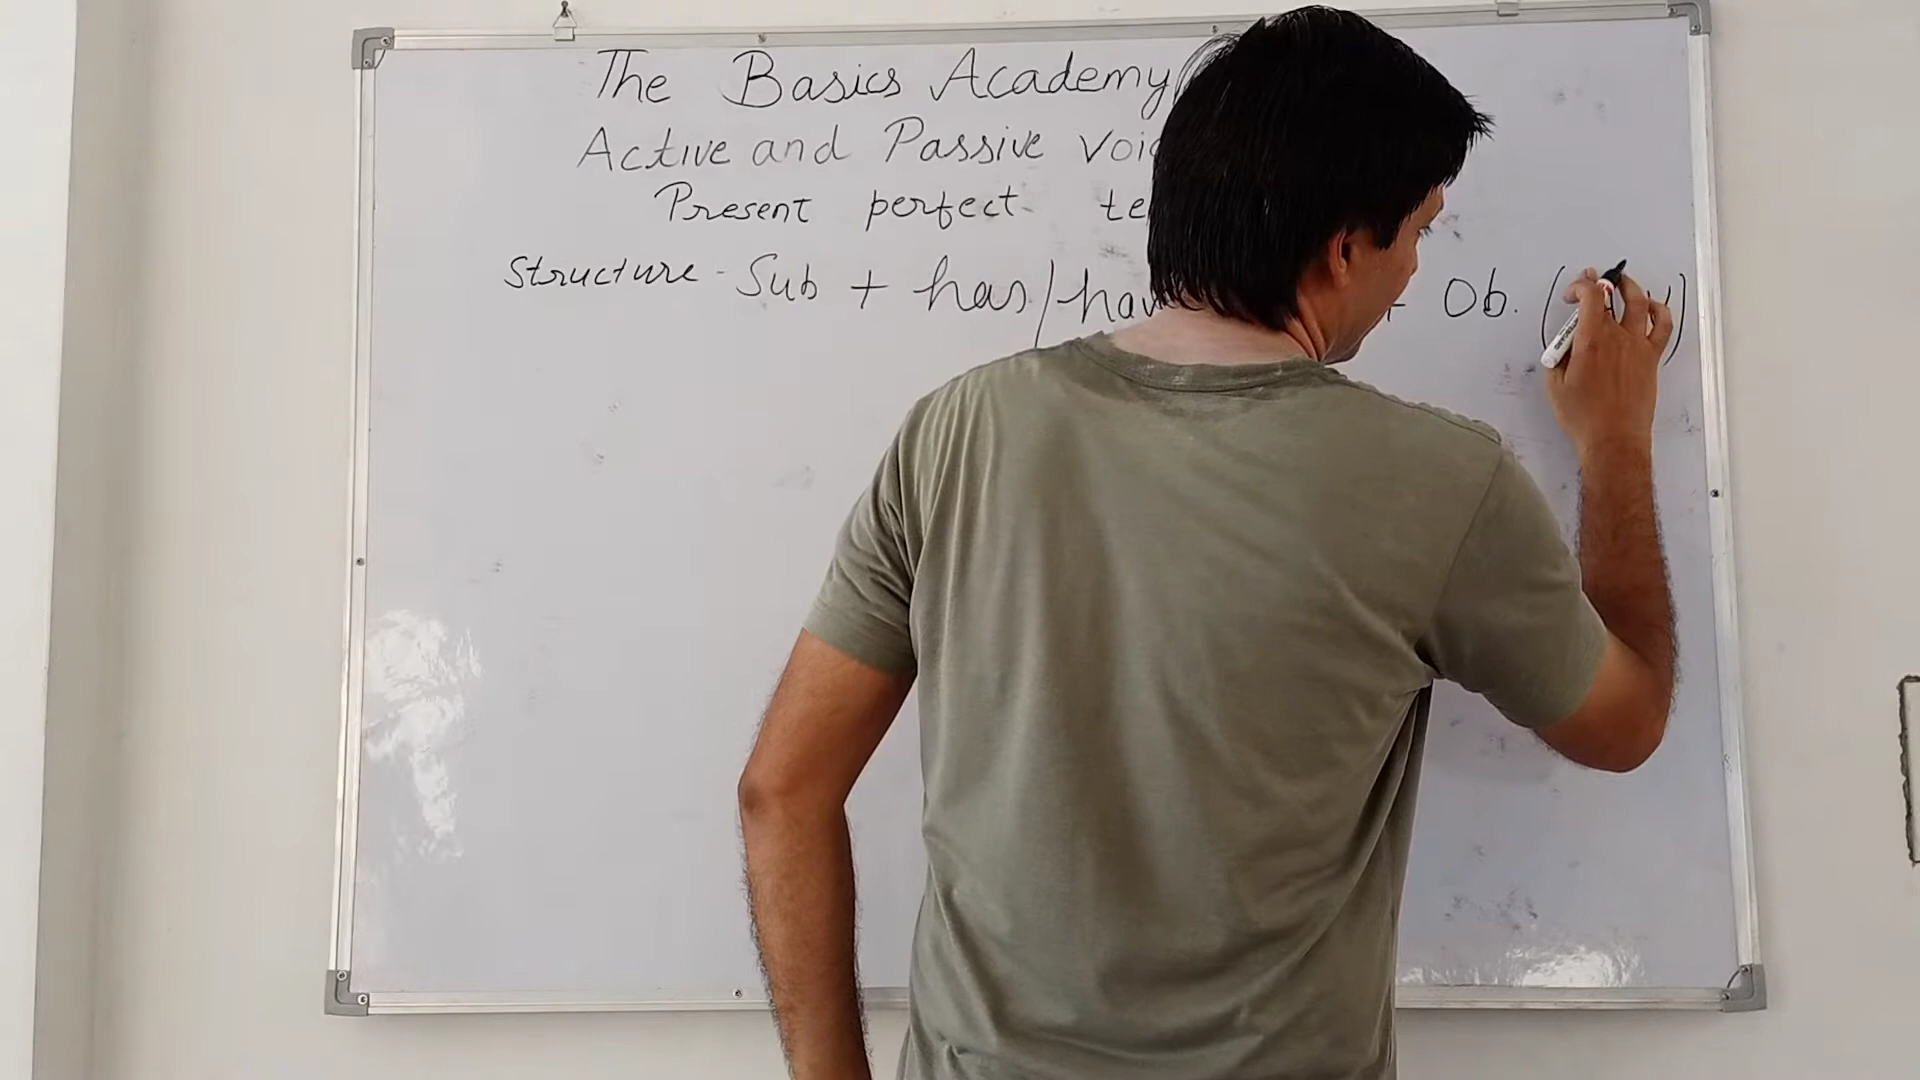 The Basics Academy
Active and Passive
Present perfect
Structure - Sub + has/ + Ob.